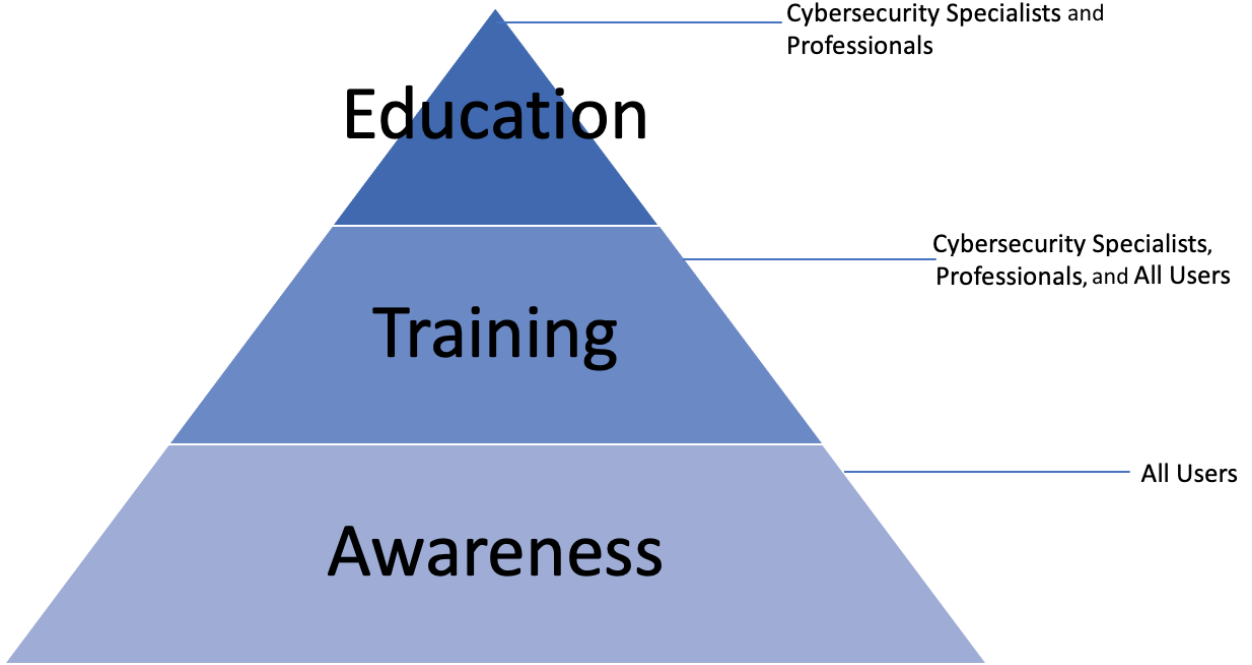 Cybersecurity Specialists and
Professionals
Education
Cybersecurity Specialists,
Professionals, and All Users
Training
All Users
Awareness